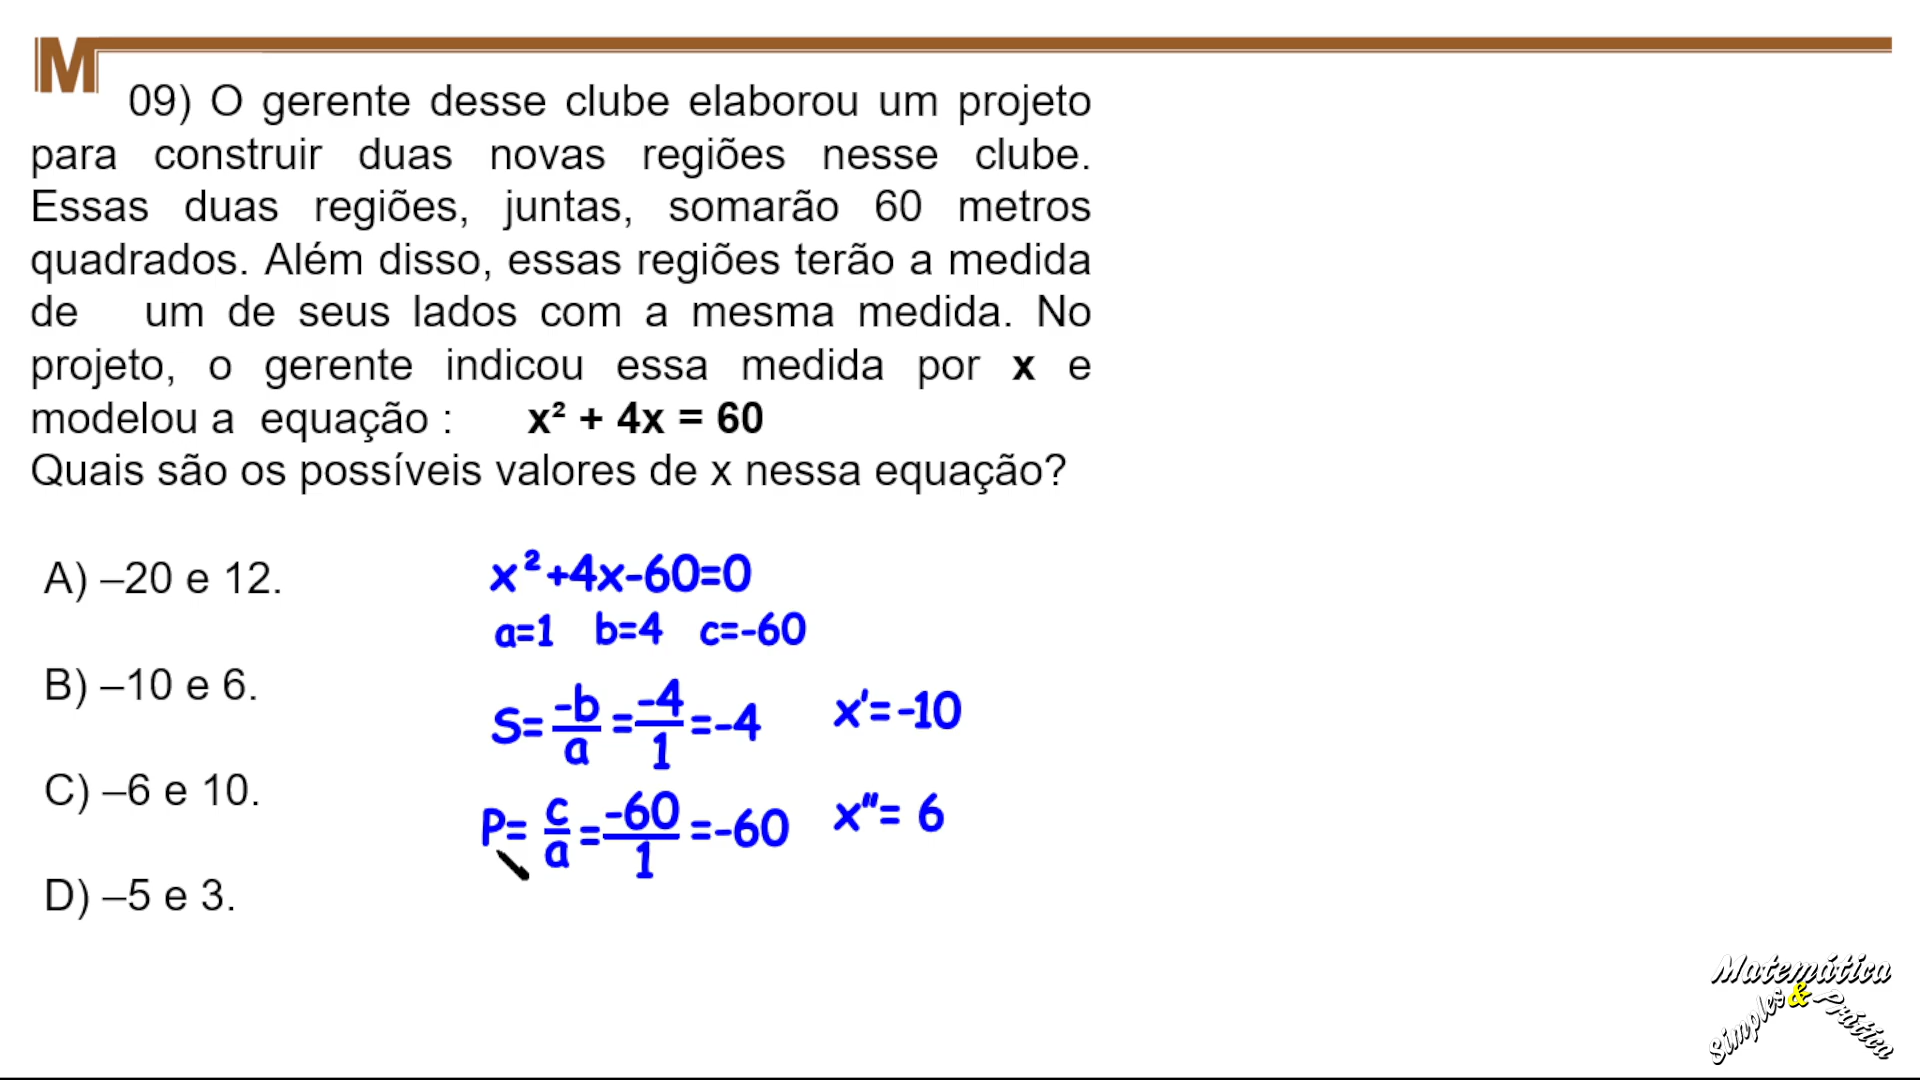 M
09) O gerente desse clube elaborou um projeto
para construir duas novas regiões nesse clube.
Essas duas regiões, juntas, somarão 60 metros
quadrados. Além disso, essas regiões terão a medida
de um de seus lados com a mesma medida. No
projeto, o gerente indicou essa medida por x e
modelou a equação : x² + 4x = 60
Quais são os possíveis valores de x nessa equação?
A) –20 e 12.
B) –10 e 6.
C) –6 e 10.
D) –5 e 3.
x²+4x-60=0
a=1 b=4 c=-60
S=-b/a=-4/1=-4 x'=-10
P=c/a=-60/1=-60 x"= 6
Matemática
Simples & Prática